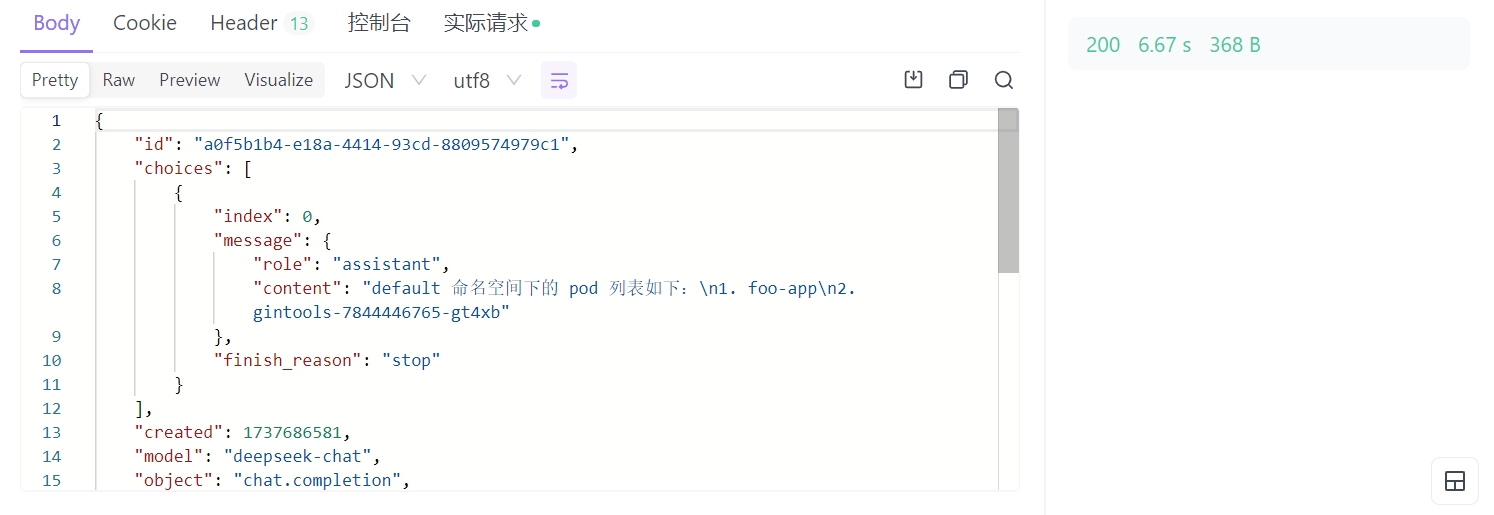 Body Cookie Header 13 控制台 实际请求
200 6.67 s 368 B
Pretty Raw Preview Visualize JSON utf8
1 {
2 "id": "a0f5b1b4-e18a-4414-93cd-8809574979c1",
3 "choices": [
4 {
5 "index": 0,
6 "message": {
7 "role": "assistant",
8 "content": "default 命名空间下的 pod 列表如下：\n1. foo-app\n2.
gintools-7844446765-gt4xb"
9 },
10 "finish_reason": "stop"
11 }
12 ],
13 "created": 1737686581,
14 "model": "deepseek-chat",
15 "object": "chat.completion",